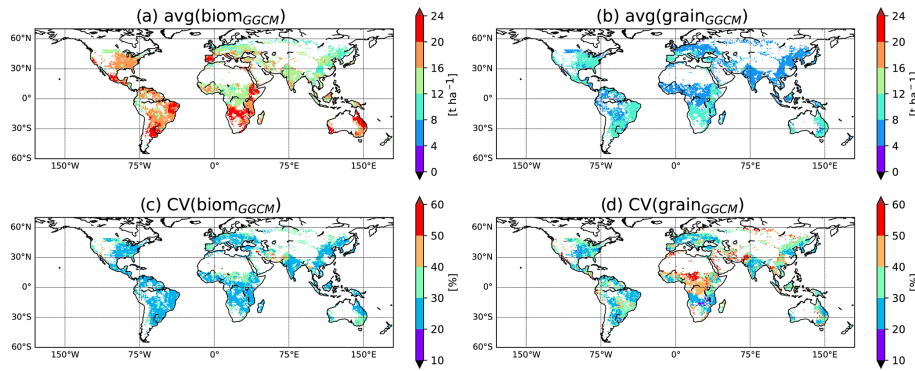 (a) avg(biom_GGCM)
(b) avg(grain_GGCM)
60°N
30°N
0°
30°S
60°S
150°W
75°W
0°
75°E
150°E
24
20
16
12
8
4
0
[t ha⁻¹]
60°N
30°N
0°
30°S
60°S
150°W
75°W
0°
75°E
150°E
24
20
16
12
8
4
0
[t ha⁻¹]
(c) CV(biom_GGCM)
(d) CV(grain_GGCM)
60°N
30°N
0°
30°S
60°S
150°W
75°W
0°
75°E
150°E
60
50
40
30
20
10
[%]
60°N
30°N
0°
30°S
60°S
150°W
75°W
0°
75°E
150°E
60
50
40
30
20
10
[%]